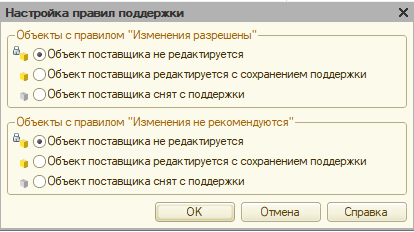 Настройка правил поддержки
Объекты с правилом "Изменения разрешены"
Объект поставщика не редактируется
Объект поставщика редактируется с сохранением поддержки
Объект поставщика снят с поддержки
Объекты с правилом "Изменения не рекомендуются"
Объект поставщика не редактируется
Объект поставщика редактируется с сохранением поддержки
Объект поставщика снят с поддержки
OK Отмена Справка